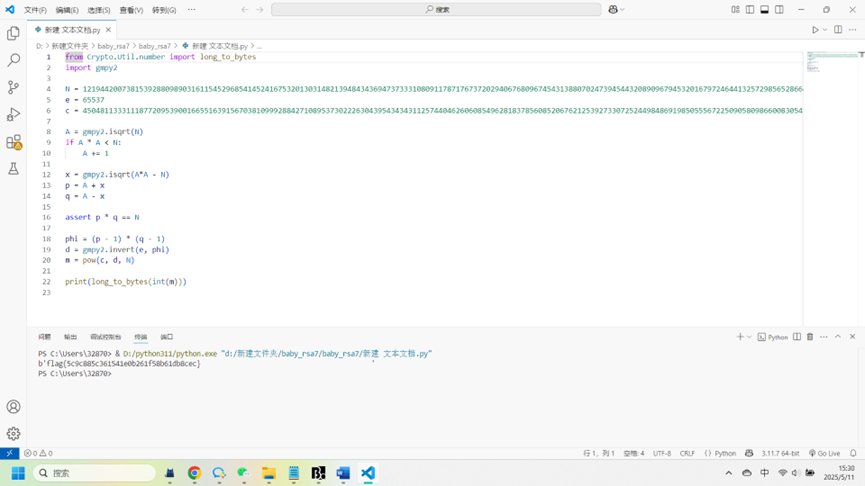 文件(F) 编辑(E) 选择(S) 查看(V) 转到(G) ··· 搜索
新建 文本文档.py
D: > 新建文件夹 > baby_rsa7 > baby_rsa7 > 新建 文本文档.py > ...
1 from Crypto.Util.number import long_to_bytes
2 import gmpy2
3
4 N =
5 e = 65537
6 c =
7
8 A = gmpy2.isqrt(N)
9 if A * A < N:
10 A += 1
11
12 x = gmpy2.isqrt(A*A - N)
13 p = A + x
14 q = A - x
15
16 assert p * q == N
17
18 phi = (p - 1) * (q - 1)
19 d = gmpy2.invert(e, phi)
20 m = pow(c, d, N)
21
22 print(long_to_bytes(int(m)))
23
问题 输出 调试控制台 终端 端口 Python
PS C:\Users\32870> & D:/python311/python.exe "d:/新建文件夹/baby_rsa7/baby_rsa7/新建 文本文档.py"
b'flag{5c9c885c361541e0b261f58b61db8cec}
PS C:\Users\32870>
0 0 行 1, 列 1 空格: 4 UTF-8 CRLF {} Python 3.11.7 64-bit Go Live
搜索 中 15:30
2025/5/11